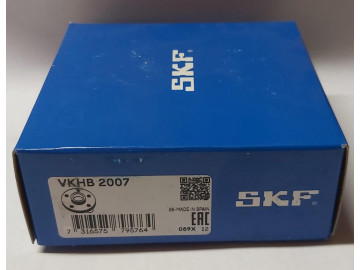 SKF
VKHB 2007
SKF
MADE IN SPAIN
EAC
089X 12
7 316575 795764